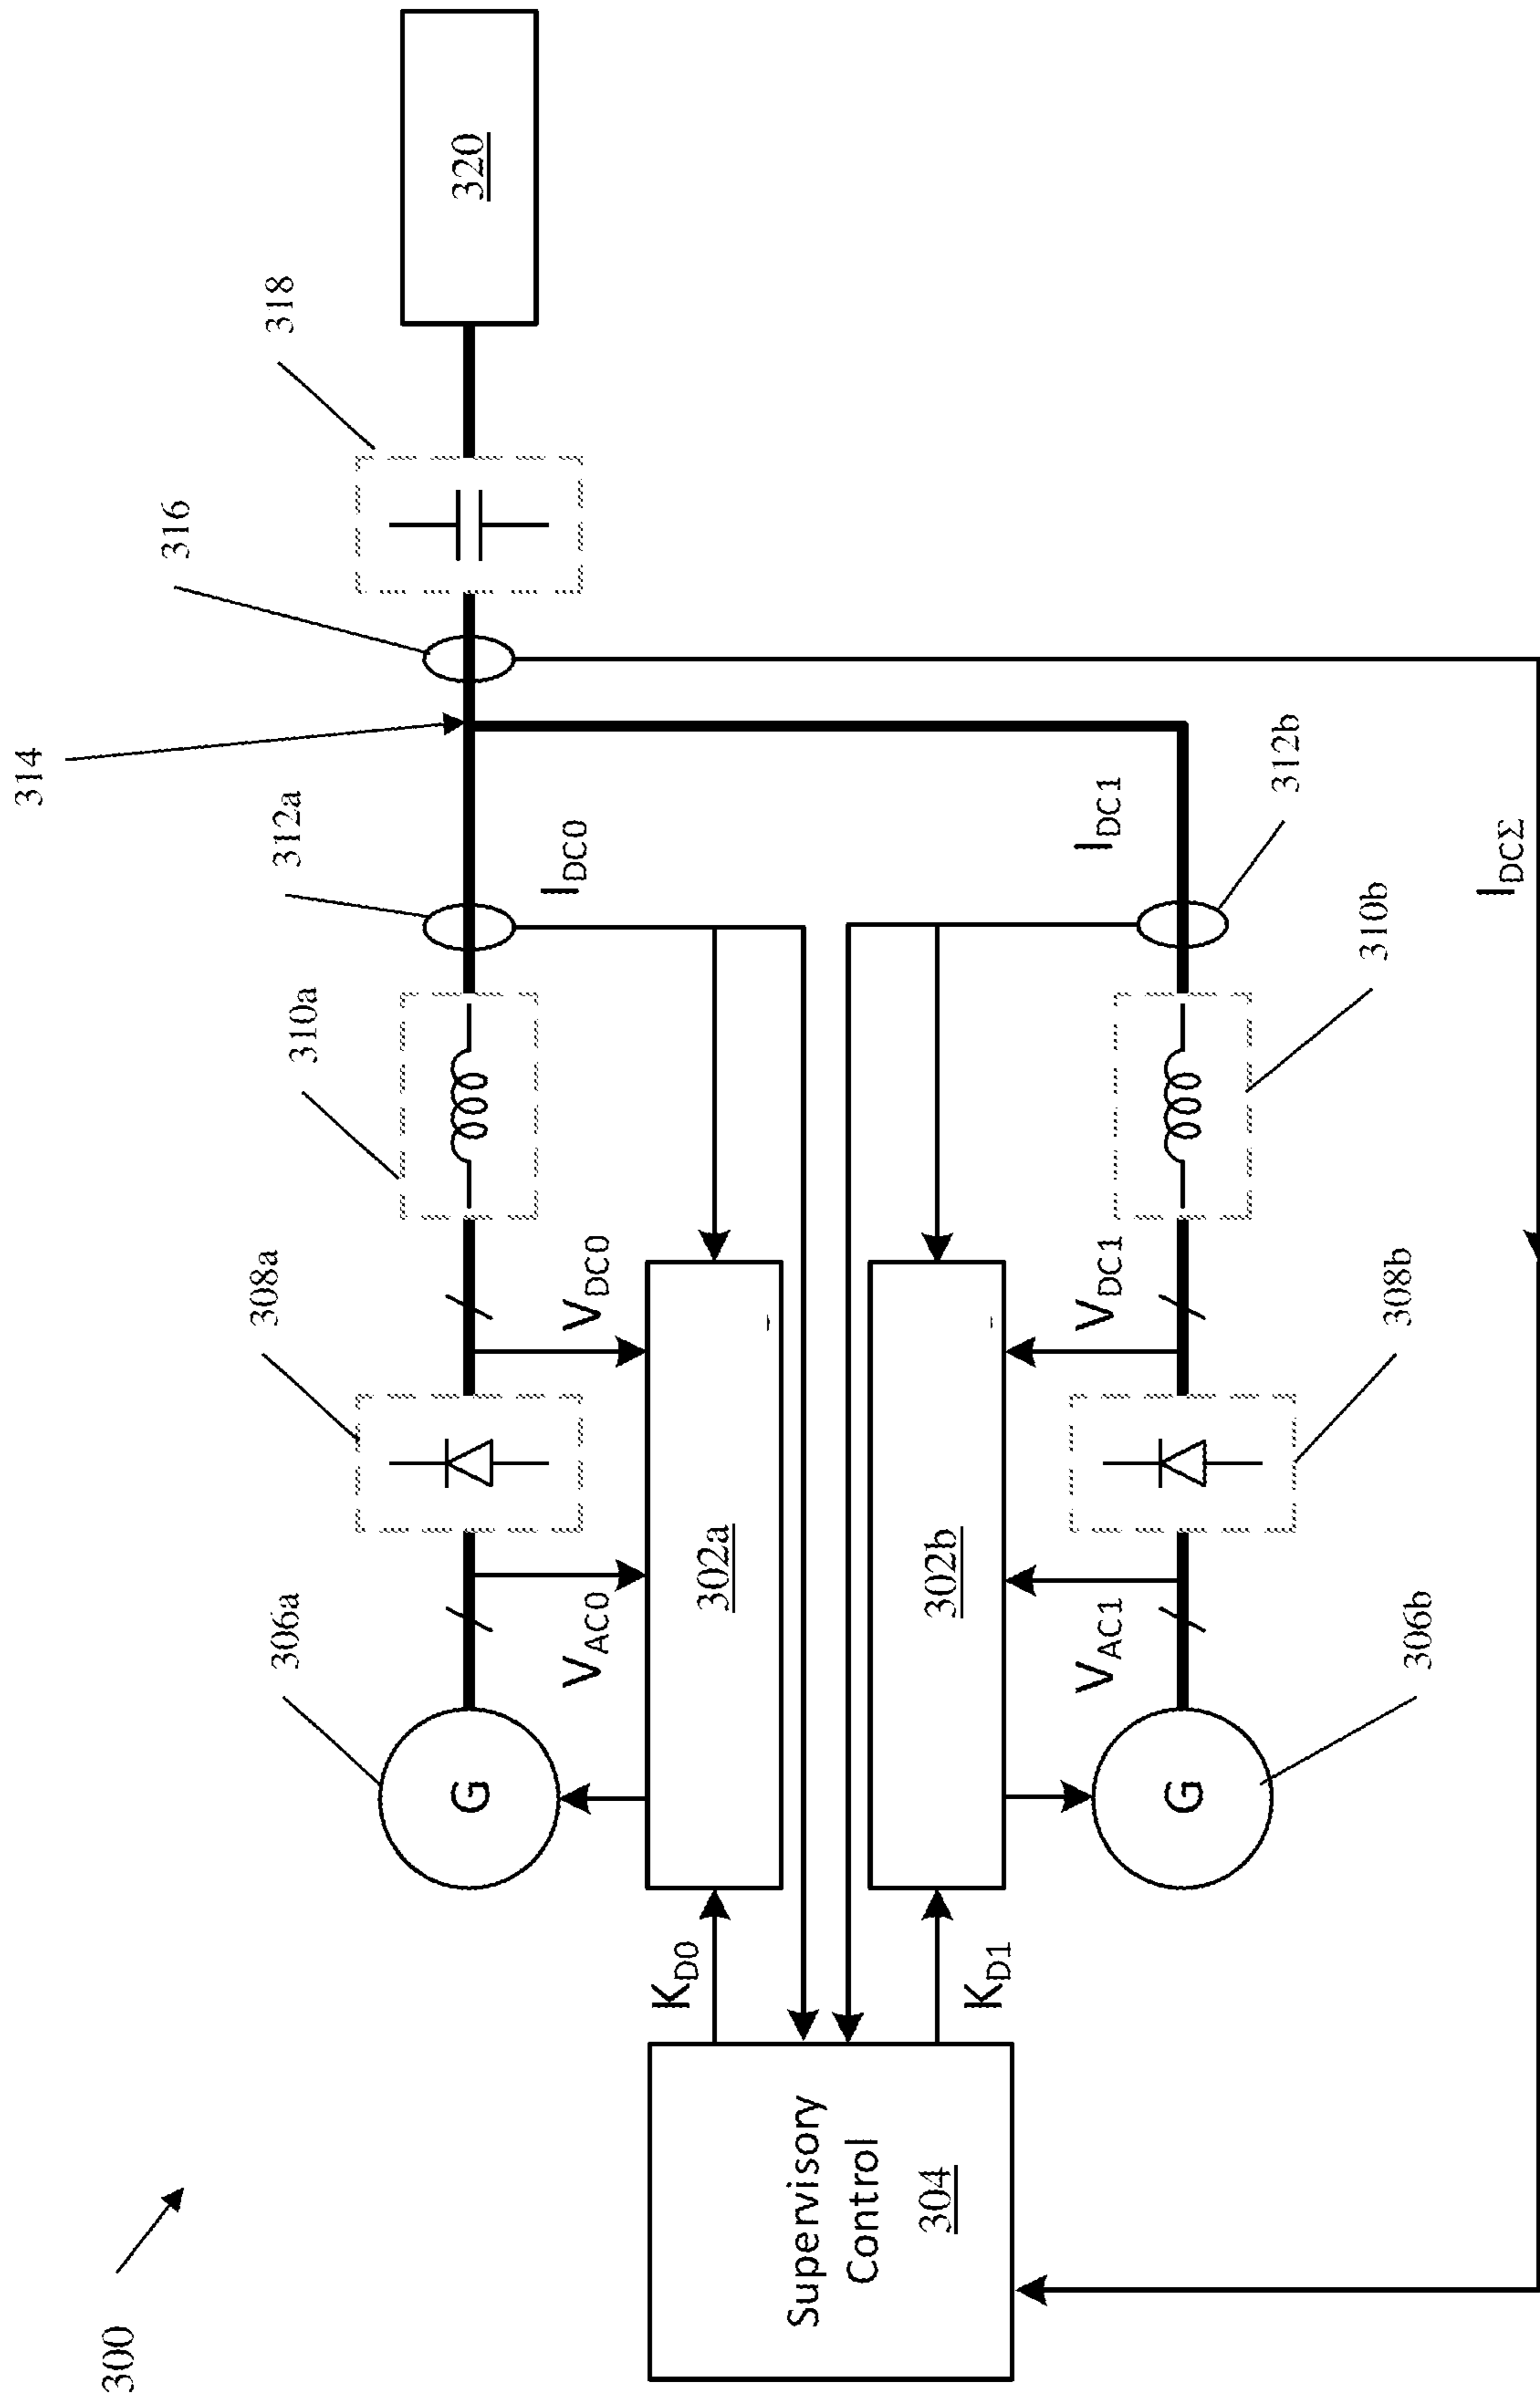 300
314
316
318
320
312a
310a
308a
306a
G
V_AC0
V_DC0
I_DC0
302a
K_D0
Supervisory
Control
304
K_D1
302b
V_AC1
V_DC1
I_DC1
G
306b
308b
310b
312b
I_DCΣ